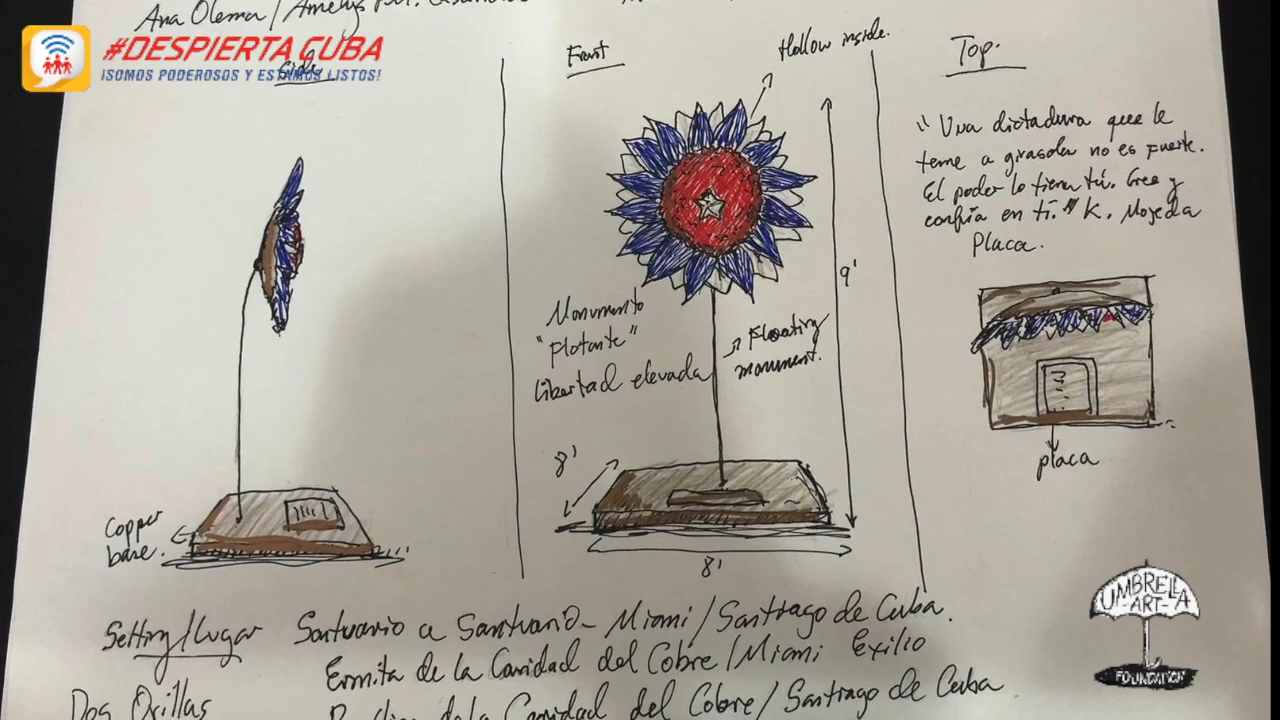 Ana Olema / Amelys
#DESPIERTA CUBA
¡SOMOS PODEROSOS Y ESTAMOS LISTOS!
Side
Copper
base.
Front
Hollow inside.
9'
Monumento
"Flotante"
Libertad elevada
Floating
monument.
8'
8'
Top.
"Una dictadura que le
teme a girasoles no es fuerte.
El poder lo tienes tú. Cree y
confía en ti." K. Mojeda
Placa.
placa
Setting/Lugar Santuario a Santuario - Miami / Santiago de Cuba.
Ermita de la Caridad del Cobre / Miami Exilio
Dos Orillas
de la Caridad del Cobre / Santiago de Cuba
UMBRELLA
-ART-A
FOUNDATION